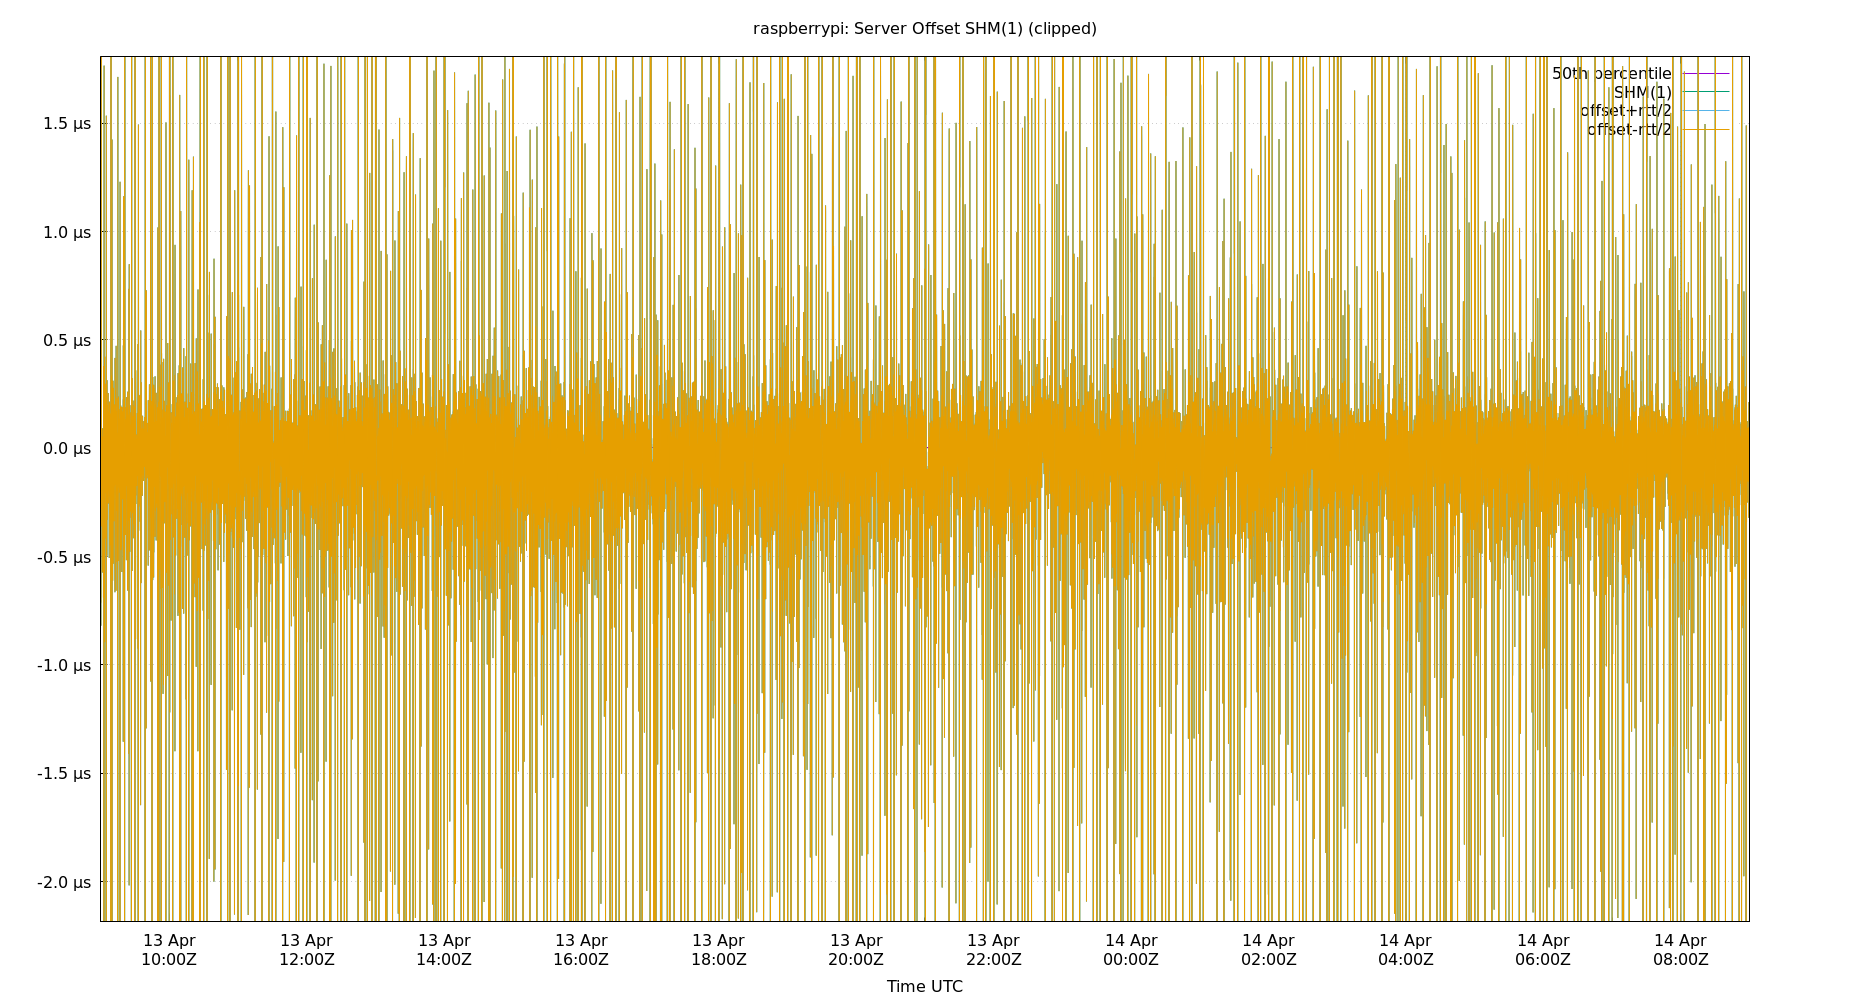 raspberrypi: Server Offset SHM(1) (clipped)
50th percentile
SHM(1)
offset+rtt/2
offset-rtt/2
1.5 µs
1.0 µs
0.5 µs
0.0 µs
-0.5 µs
-1.0 µs
-1.5 µs
-2.0 µs
13 Apr 13 Apr 13 Apr 13 Apr 13 Apr 13 Apr 13 Apr 14 Apr 14 Apr 14 Apr 14 Apr 14 Apr
10:00Z 12:00Z 14:00Z 16:00Z 18:00Z 20:00Z 22:00Z 00:00Z 02:00Z 04:00Z 06:00Z 08:00Z
Time UTC